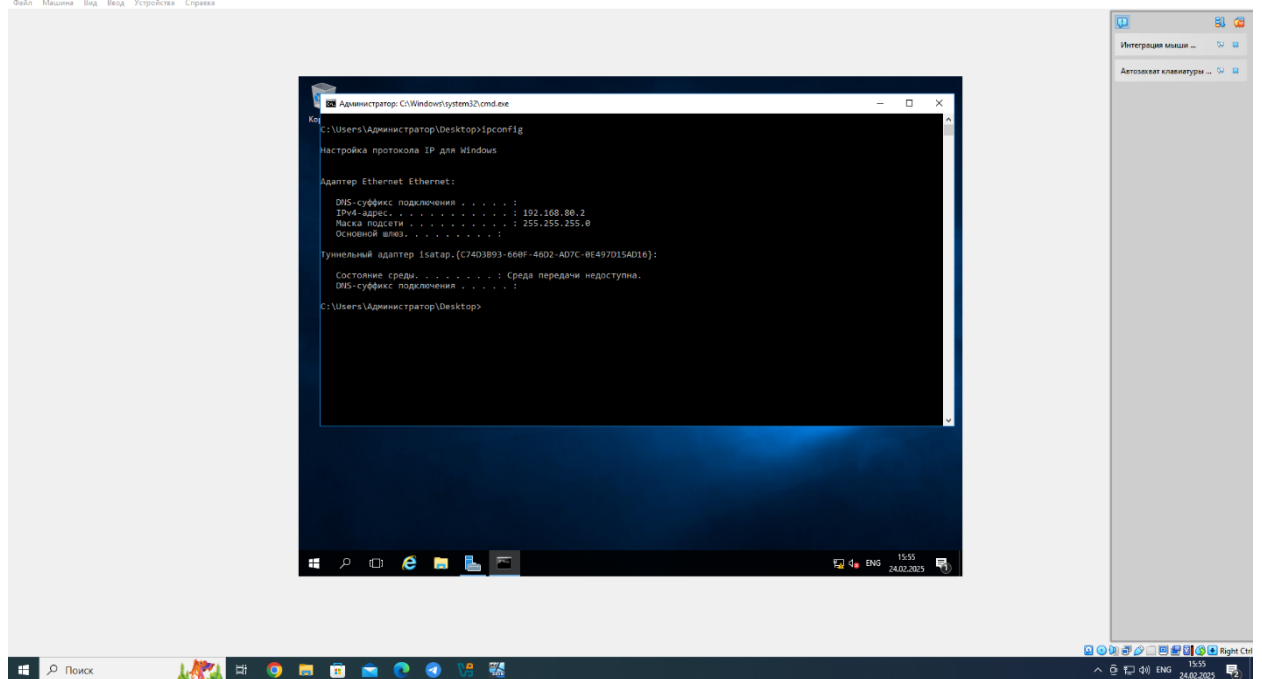 Файл Машина Вид Ввод Устройства Справка
Интеграция мыши ...
Автозахват клавиатуры ...
Администратор: C:\Windows\system32\cmd.exe
C:\Users\Администратор\Desktop>ipconfig
Настройка протокола IP для Windows
Адаптер Ethernet Ethernet:
DNS-суффикс подключения . . . . . :
IPv4-адрес. . . . . . . . . . . . : 192.168.80.2
Маска подсети . . . . . . . . . . : 255.255.255.0
Основной шлюз. . . . . . . . . :
Туннельный адаптер isatap.{C74D3B93-660F-46D2-AD7C-0E497D15AD16}:
Состояние среды. . . . . . . . : Среда передачи недоступна.
DNS-суффикс подключения . . . . . :
C:\Users\Администратор\Desktop>
ENG
15:55
24.02.2025
Right Ctrl
Поиск
ENG
15:55
24.02.2025